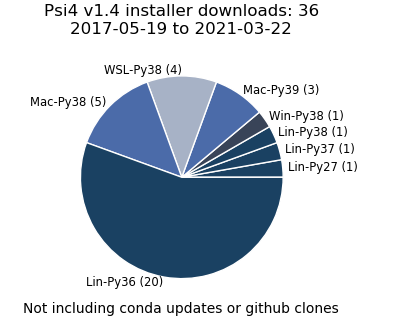 Psi4 v1.4 installer downloads: 36
2017-05-19 to 2021-03-22
WSL-Py38 (4)
Mac-Py39 (3)
Mac-Py38 (5)
Win-Py38 (1)
Lin-Py38 (1)
Lin-Py37 (1)
Lin-Py27 (1)
Lin-Py36 (20)
Not including conda updates or github clones